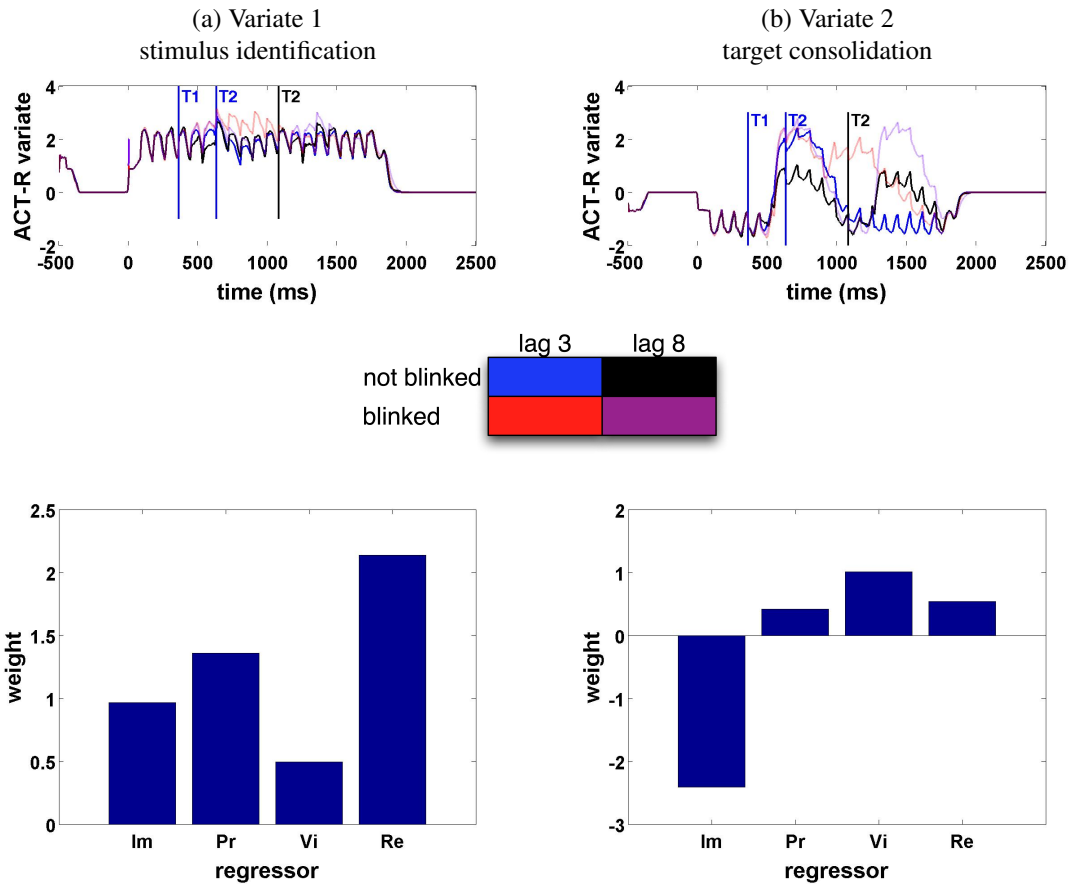 (a) Variate 1
stimulus identification
4
2
0
-2
ACT-R variate
T1
T2
T2
-500
0
500
1000
1500
2000
2500
time (ms)
(b) Variate 2
target consolidation
4
2
0
-2
ACT-R variate
T1
T2
T2
-500
0
500
1000
1500
2000
2500
time (ms)
lag 3 lag 8
not blinked
blinked
2.5
2
1.5
1
0.5
0
weight
Im Pr Vi Re
regressor
2
1
0
-1
-2
-3
weight
Im Pr Vi Re
regressor